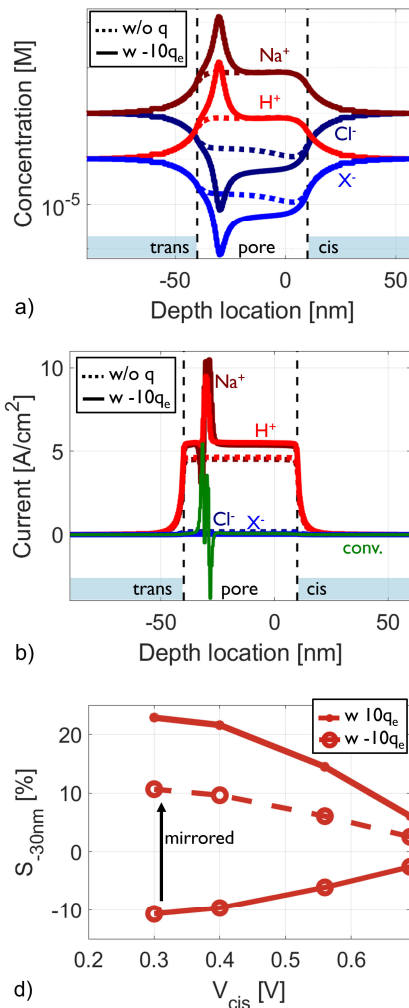 w/o q
w -10qₑ
Na⁺
H⁺
Cl⁻
X⁻
Concentration [M]
10⁻⁵
trans
pore
cis
-50
0
50
a)
Depth location [nm]
w/o q
w -10qₑ
Na⁺
H⁺
Cl⁻ X⁻
conv.
Current [A/cm²]
10
5
0
trans
pore
cis
-50
0
50
b)
Depth location [nm]
w 10qₑ
w -10qₑ
mirrored
S₋₃₀ₙₘ [%]
20
10
0
-10
0.2
0.3
0.4
0.5
0.6
d)
V_cis [V]